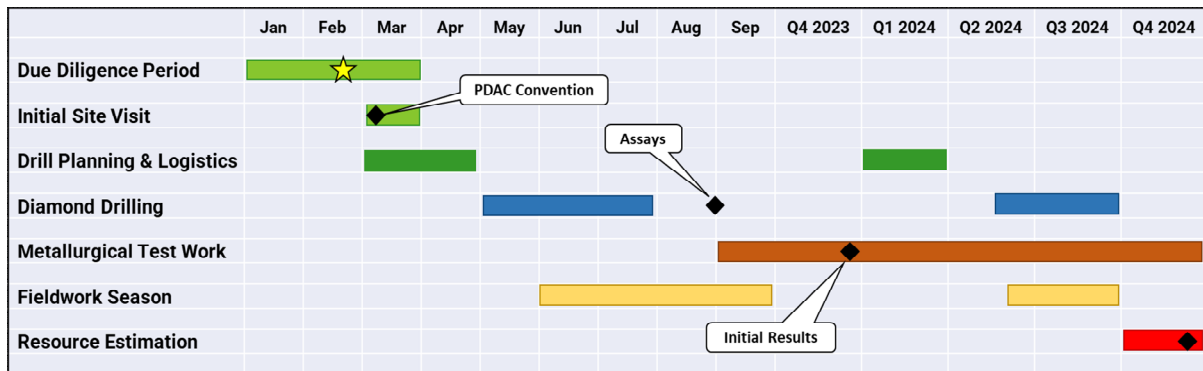 Jan Feb Mar Apr May Jun Jul Aug Sep Q4 2023 Q1 2024 Q2 2024 Q3 2024 Q4 2024
Due Diligence Period
PDAC Convention
Initial Site Visit
Assays
Drill Planning & Logistics
Diamond Drilling
Metallurgical Test Work
Fieldwork Season
Initial Results
Resource Estimation